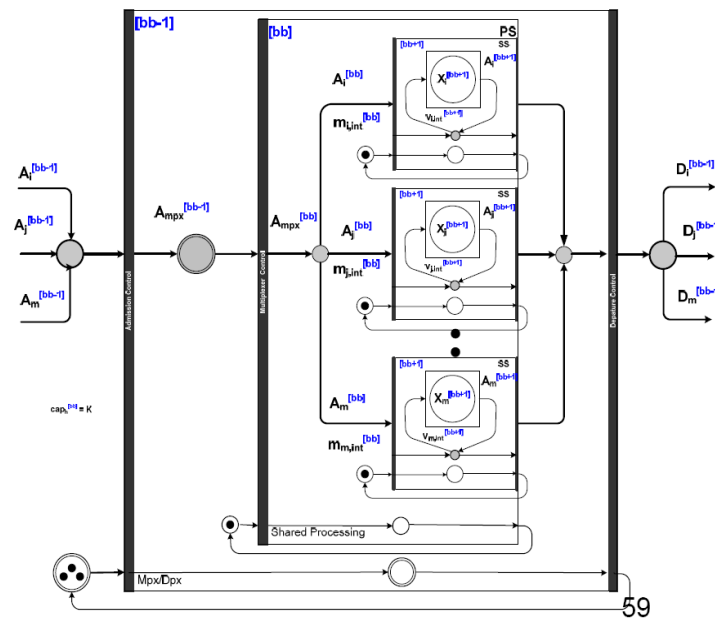 [bb-1]
[bb]
PS
[bb+1]
SS
Ai[bb]
Ai[bb+1]
Xi[bb+1]
mi,int[bb]
vi,int[bb+1]
Ai[bb-1]
Di[bb-1]
Ampx[bb-1]
Ampx[bb]
[bb+1]
SS
Aj[bb-1]
Aj[bb]
Aj[bb+1]
Xj[bb+1]
Dj[bb-1]
mj,int[bb]
vj,int[bb+1]
Am[bb-1]
Dm[bb-1
Admission Control
Multiplexer Control
Depature Control
[bb+1]
SS
Am[bb]
Am[bb+1]
Xm[bb+1]
mm,int[bb]
vm,int[bb+1]
= K
Shared Processing
Mpx/Dpx
59